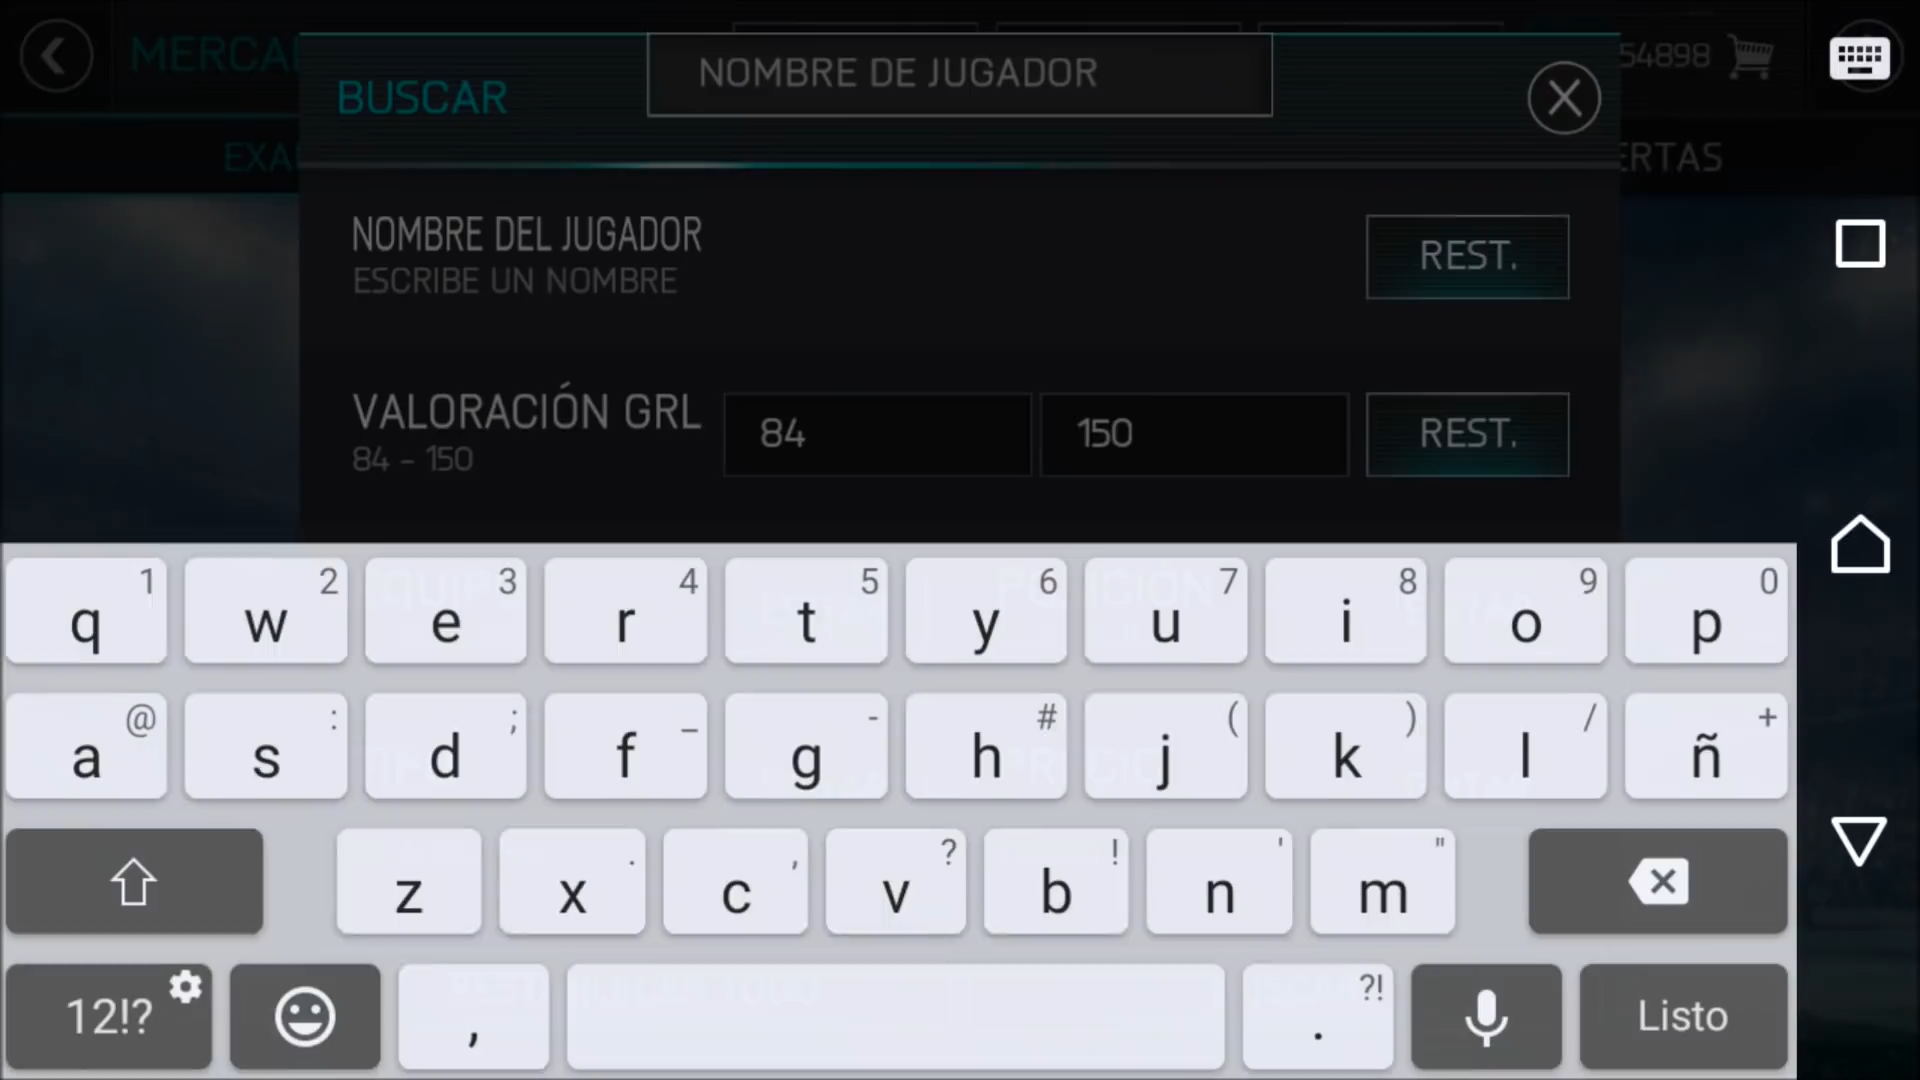 MERCA
BUSCAR
NOMBRE DE JUGADOR
54898
EXA
ERTAS
NOMBRE DEL JUGADOR
ESCRIBE UN NOMBRE
REST.
VALORACIÓN GRL
84 - 150
84
150
REST.
1 2 3 4 5 6 7 8 9 0
q w e r t y u i o p
@ : ; _ - # ( ) / +
a s d f g h j k l ñ
. , ? ! ' "
z x c v b n m
12!? , ?! . Listo